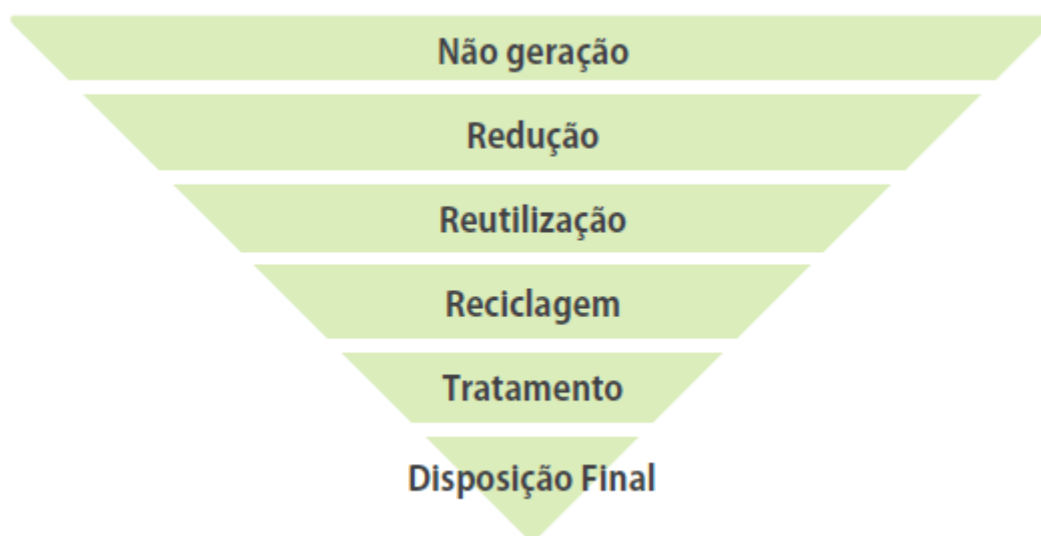 Não geração
Redução
Reutilização
Reciclagem
Tratamento
Disposição Final